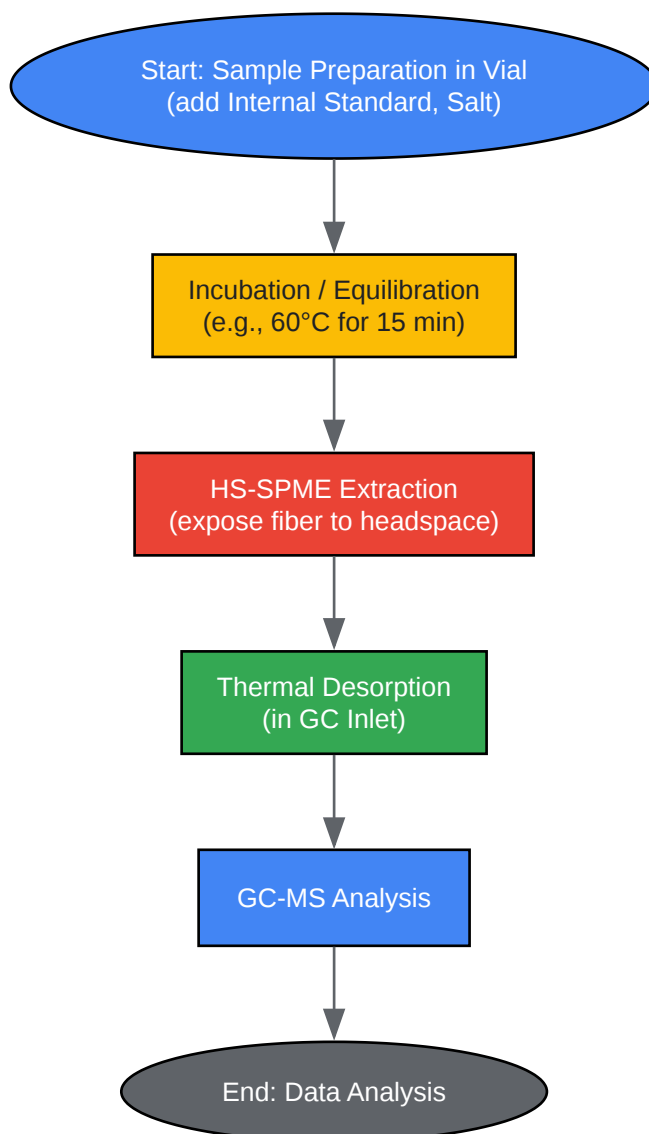 Start: Sample Preparation in Vial
(add Internal Standard, Salt)
Incubation / Equilibration
(e.g., 60°C for 15 min)
HS-SPME Extraction
(expose fiber to headspace)
Thermal Desorption
(in GC Inlet)
GC-MS Analysis
End: Data Analysis